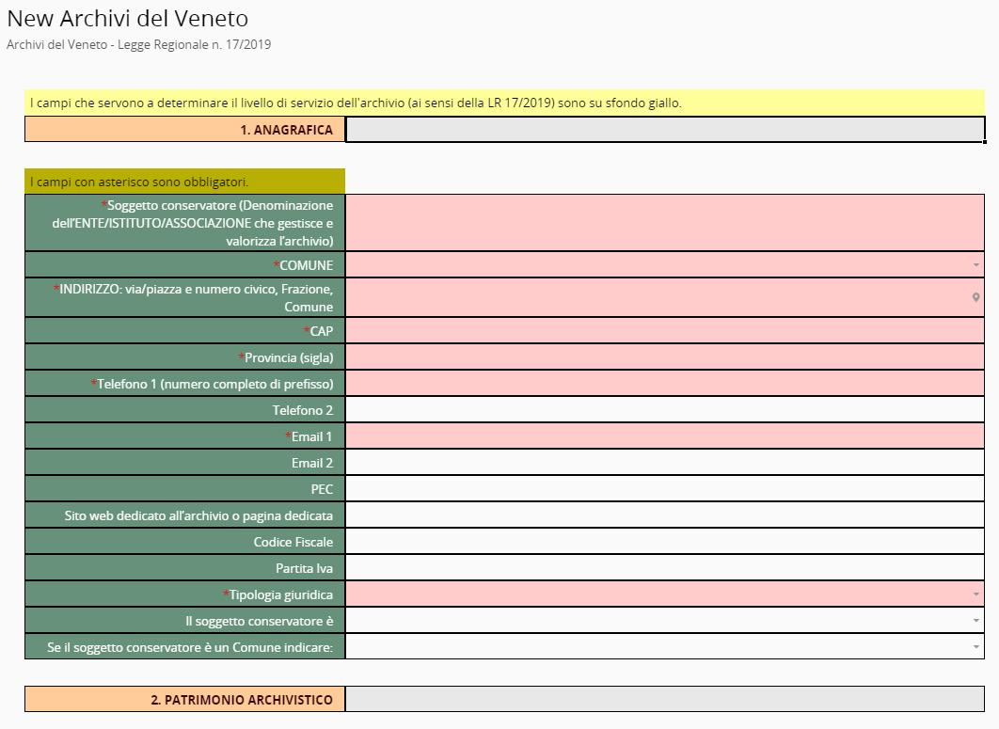 New Archivi del Veneto
Archivi del Veneto - Legge Regionale n. 17/2019
I campi che servono a determinare il livello di servizio dell'archivio (ai sensi della LR 17/2019) sono su sfondo giallo.
1. ANAGRAFICA
I campi con asterisco sono obbligatori.
*Soggetto conservatore (Denominazione
dell’ENTE/ISTITUTO/ASSOCIAZIONE che gestisce e
valorizza l’archivio)
*COMUNE
*INDIRIZZO: via/piazza e numero civico, Frazione,
Comune
*CAP
*Provincia (sigla)
*Telefono 1 (numero completo di prefisso)
Telefono 2
*Email 1
Email 2
PEC
Sito web dedicato all’archivio o pagina dedicata
Codice Fiscale
Partita Iva
*Tipologia giuridica
Il soggetto conservatore è
Se il soggetto conservatore è un Comune indicare:
2. PATRIMONIO ARCHIVISTICO